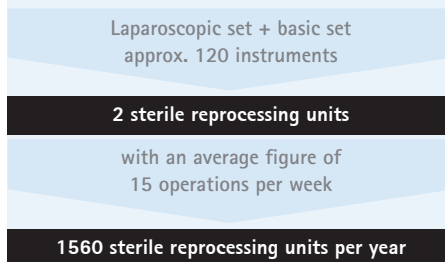 Laparoscopic set + basic set
approx. 120 instruments
2 sterile reprocessing units
with an average figure of
15 operations per week
1560 sterile reprocessing units per year